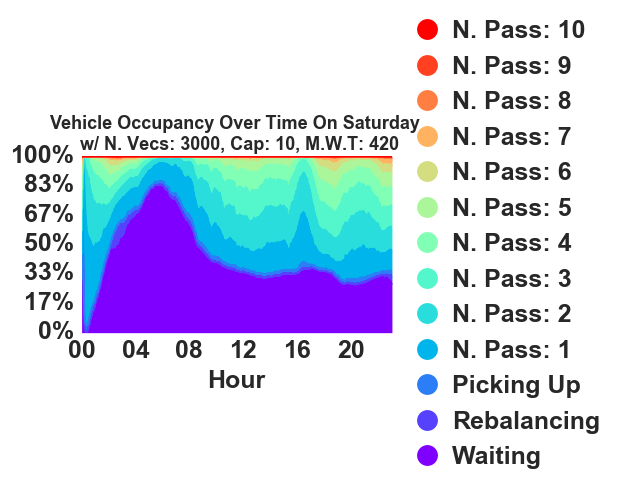 Vehicle Occupancy Over Time On Saturday
w/ N. Vecs: 3000, Cap: 10, M.W.T: 420
100%
83%
67%
50%
33%
17%
0%
00 04 08 12 16 20
Hour
N. Pass: 10
N. Pass: 9
N. Pass: 8
N. Pass: 7
N. Pass: 6
N. Pass: 5
N. Pass: 4
N. Pass: 3
N. Pass: 2
N. Pass: 1
Picking Up
Rebalancing
Waiting